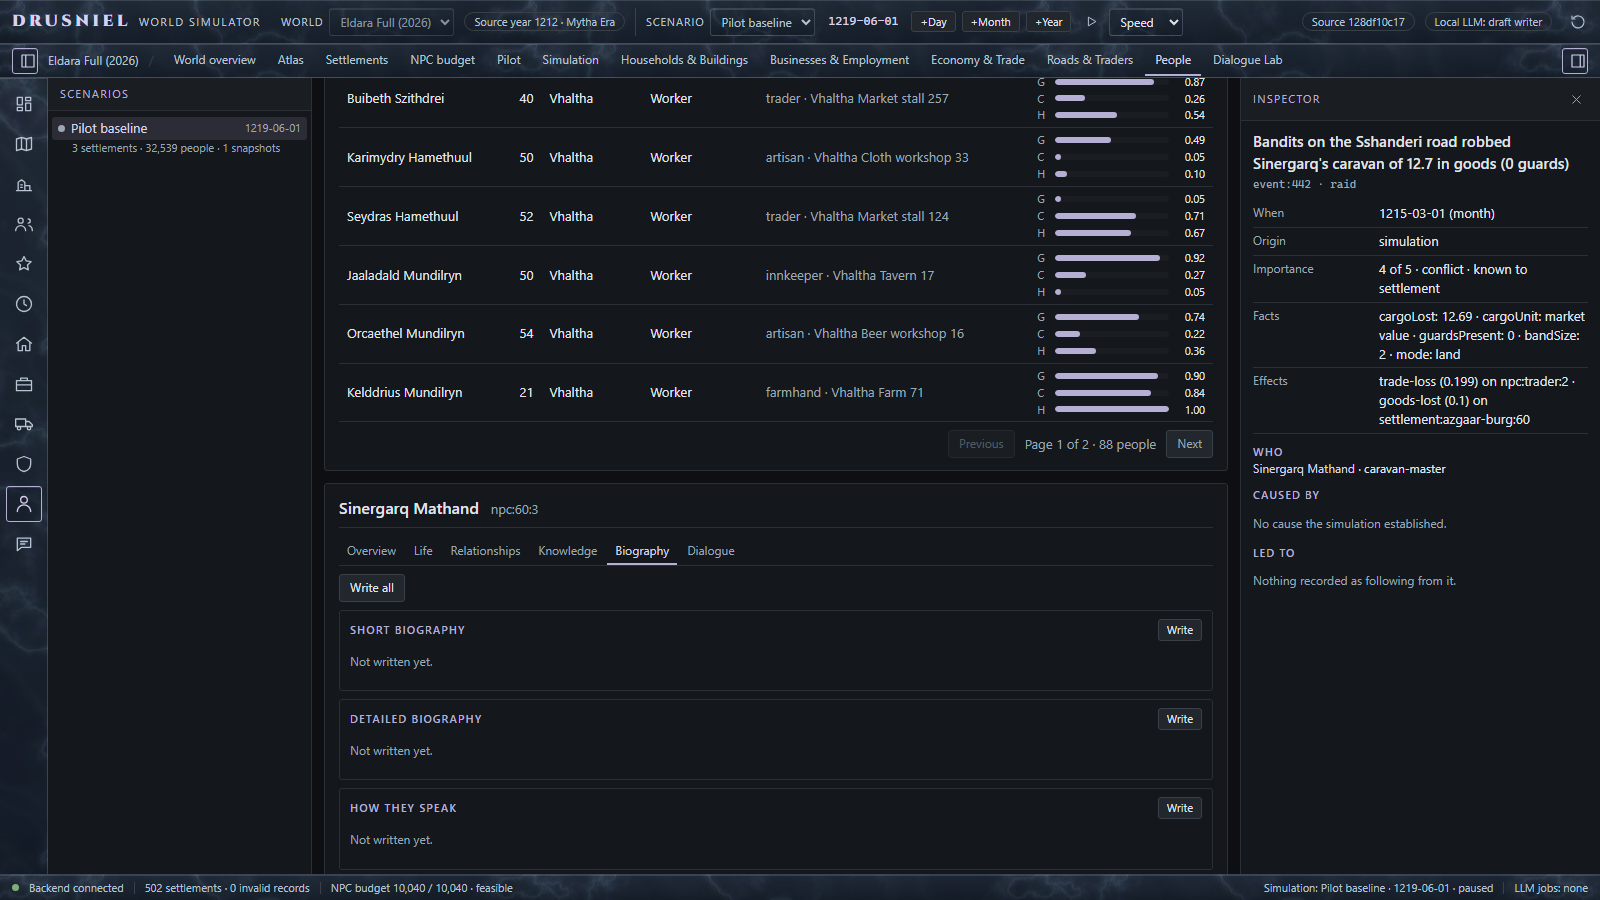 DRUSNIEL WORLD SIMULATOR WORLD Eldara Full (2026) Source year 1212 · Mytha Era SCENARIO Pilot baseline 1219-06-01 +Day +Month +Year Speed Source 128df10c17 Local LLM: draft writer
Eldara Full (2026) / World overview Atlas Settlements NPC budget Pilot Simulation Households & Buildings Businesses & Employment Economy & Trade Roads & Traders People Dialogue Lab
SCENARIOS
Pilot baseline 1219-06-01
3 settlements · 32,539 people · 1 snapshots
G 0.87
Buibeth Szithdrei 40 Vhaltha Worker trader · Vhaltha Market stall 257 C 0.26
H 0.54
G 0.49
Karimydry Hamethuul 50 Vhaltha Worker artisan · Vhaltha Cloth workshop 33 C 0.05
H 0.10
G 0.05
Seydras Hamethuul 52 Vhaltha Worker trader · Vhaltha Market stall 124 C 0.71
H 0.67
G 0.92
Jaaladald Mundilryn 50 Vhaltha Worker innkeeper · Vhaltha Tavern 17 C 0.27
H 0.05
G 0.74
Orcaethel Mundilryn 54 Vhaltha Worker artisan · Vhaltha Beer workshop 16 C 0.22
H 0.36
G 0.90
Kelddrius Mundilryn 21 Vhaltha Worker farmhand · Vhaltha Farm 71 C 0.84
H 1.00
Previous Page 1 of 2 · 88 people Next
Sinergarq Mathand npc:60:3
Overview Life Relationships Knowledge Biography Dialogue
Write all
SHORT BIOGRAPHY Write
Not written yet.
DETAILED BIOGRAPHY Write
Not written yet.
HOW THEY SPEAK Write
Not written yet.
INSPECTOR
Bandits on the Sshanderi road robbed
Sinergarq's caravan of 12.7 in goods (0 guards)
event:442 · raid
When 1215-03-01 (month)
Origin simulation
Importance 4 of 5 · conflict · known to
settlement
Facts cargoLost: 12.69 · cargoUnit: market
value · guardsPresent: 0 · bandSize:
2 · mode: land
Effects trade-loss (0.199) on npc:trader:2 ·
goods-lost (0.1) on
settlement:azgaar-burg:60
WHO
Sinergarq Mathand · caravan-master
CAUSED BY
No cause the simulation established.
LED TO
Nothing recorded as following from it.
Backend connected 502 settlements · 0 invalid records NPC budget 10,040 / 10,040 · feasible Simulation: Pilot baseline · 1219-06-01 · paused LLM jobs: none